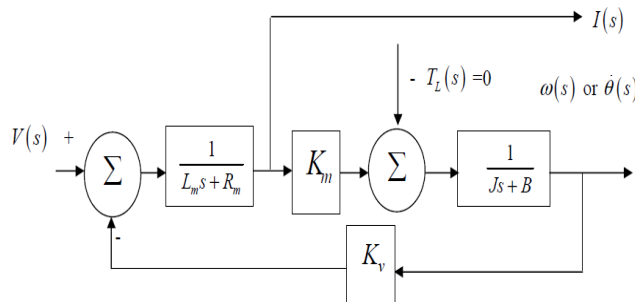 I(s)
- T_L(s)=0
ω(s) or θ̇(s)
V(s) +
Σ
1
L_m s + R_m
K_m
Σ
1
Js + B
-
K_v